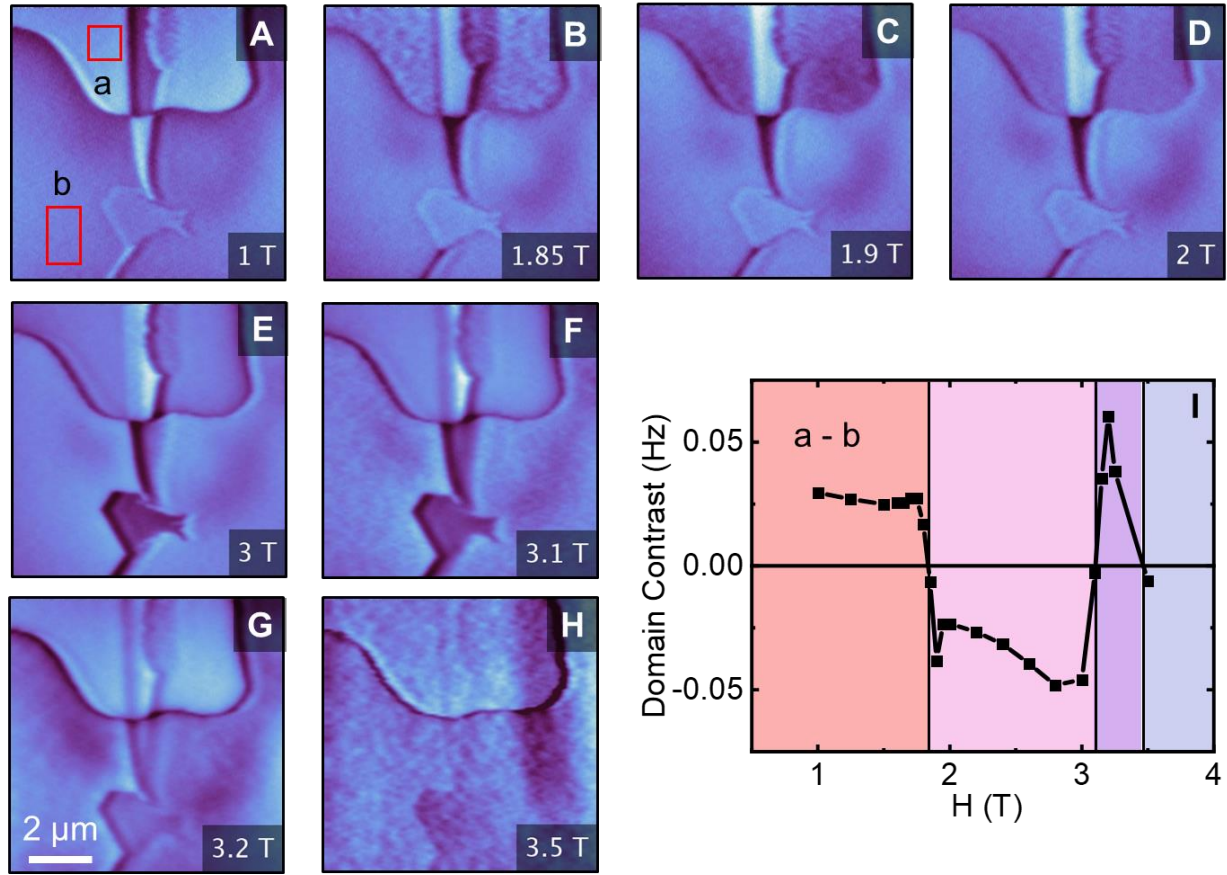 A
a
b
1 T
B
1.85 T
C
1.9 T
D
2 T
E
3 T
F
3.1 T
G
2 μm
3.2 T
H
3.5 T
I
a - b
Domain Contrast (Hz)
0.05
0.00
-0.05
1 2 3 4
H (T)